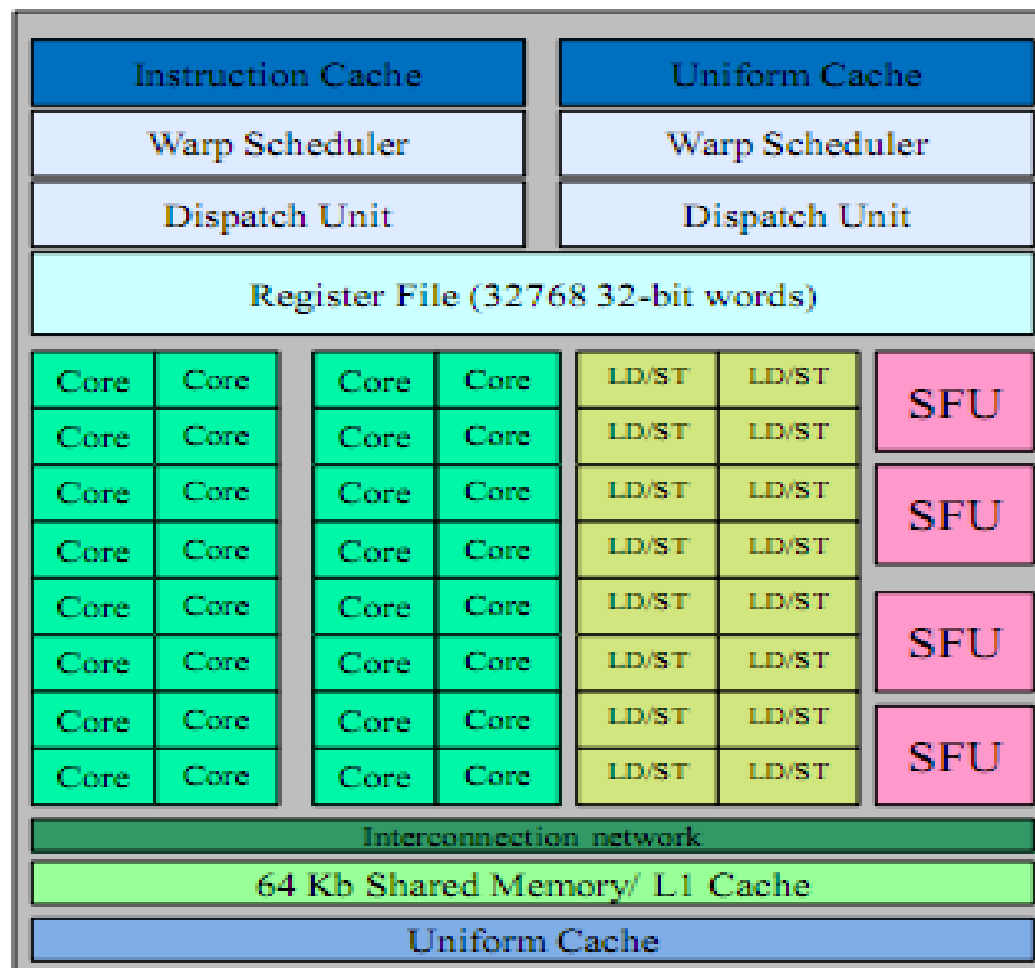 Instruction Cache Uniform Cache
Warp Scheduler Warp Scheduler
Dispatch Unit Dispatch Unit
Register File (32768 32-bit words)
Core Core Core Core LD/ST LD/ST SFU
Core Core Core Core LD/ST LD/ST
Core Core Core Core LD/ST LD/ST SFU
Core Core Core Core LD/ST LD/ST
Core Core Core Core LD/ST LD/ST SFU
Core Core Core Core LD/ST LD/ST
Core Core Core Core LD/ST LD/ST SFU
Core Core Core Core LD/ST LD/ST
Interconnection network
64 Kb Shared Memory/ L1 Cache
Uniform Cache